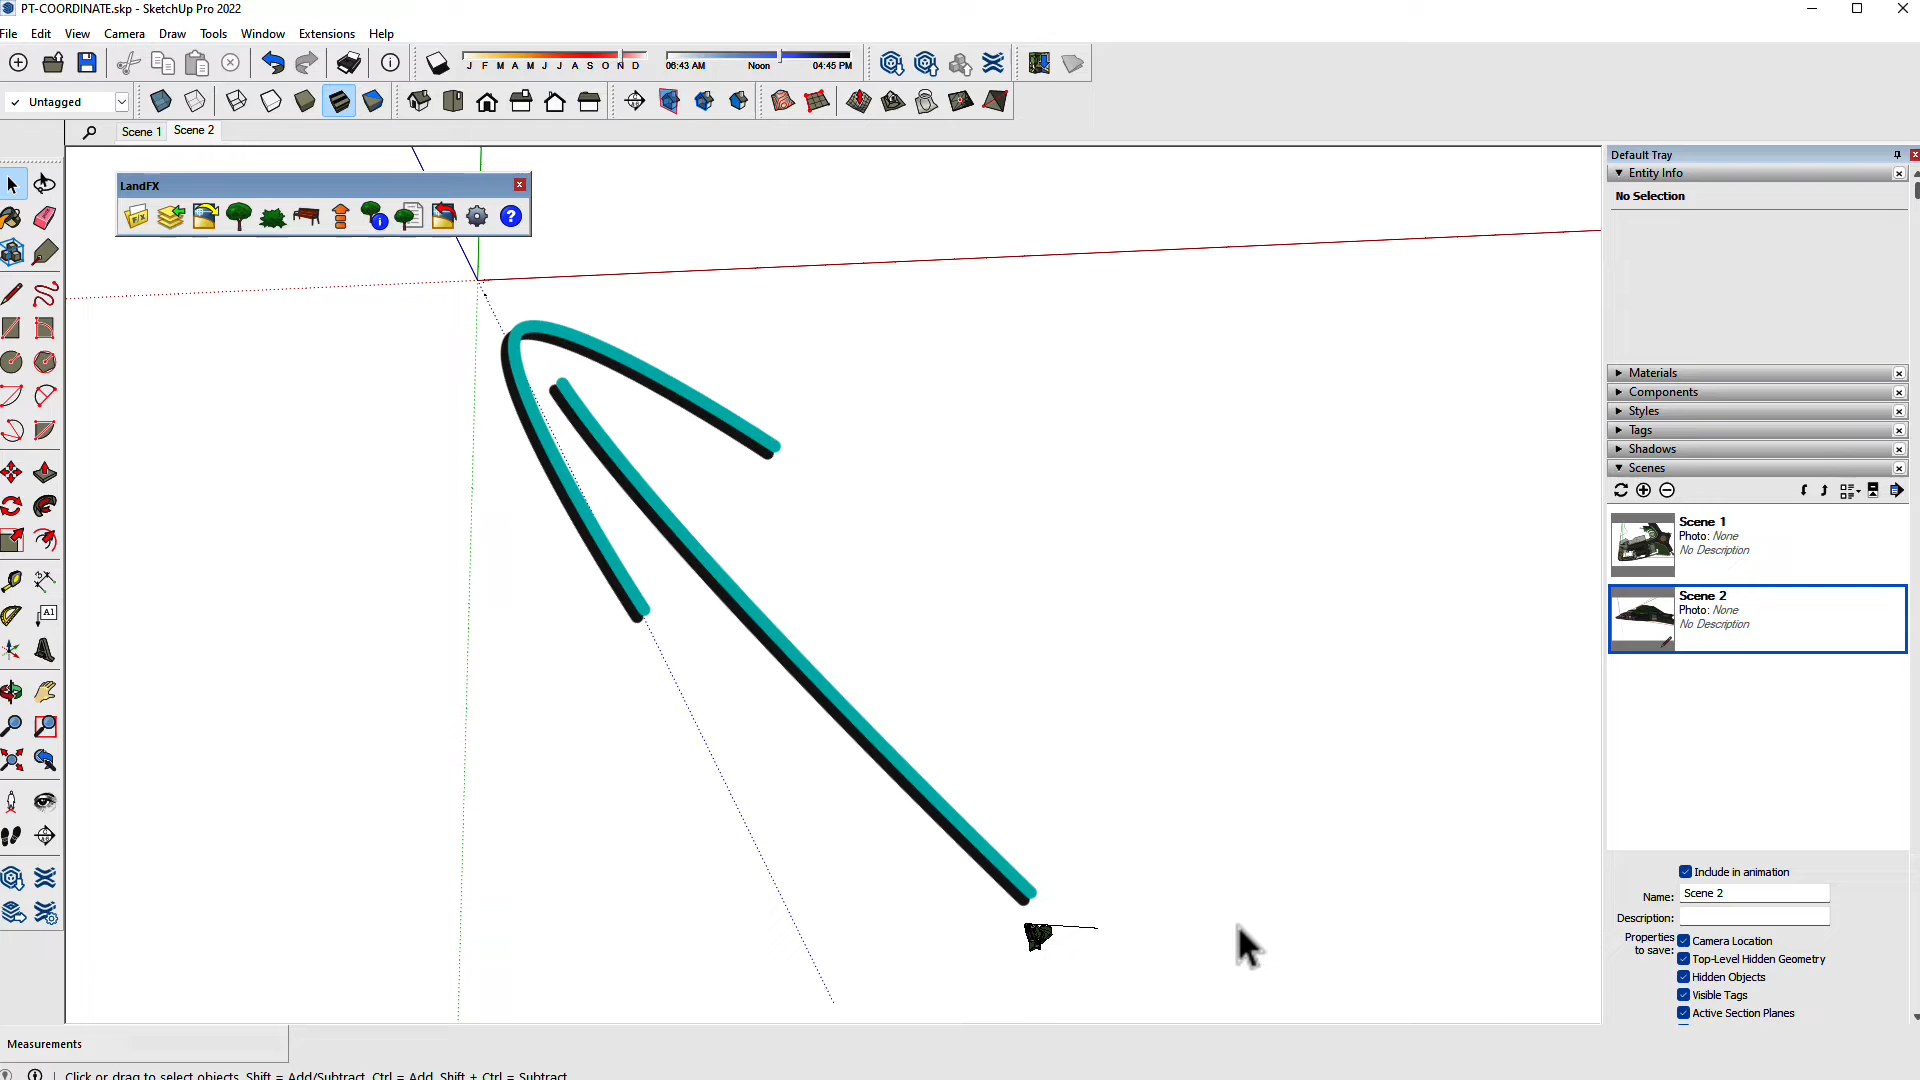 PT-COORDINATE.skp - SketchUp Pro 2022
File Edit View Camera Draw Tools Window Extensions Help
J F M A M J J A S O N D
06:43 AM Noon 04:45 PM
Untagged
Scene 1 Scene 2
LandFX
Default Tray
Entity Info
No Selection
Materials
Components
Styles
Tags
Shadows
Scenes
Scene 1
Photo: None
No Description
Scene 2
Photo: None
No Description
Include in animation
Name: Scene 2
Description:
Properties
to save:
Camera Location
Top-Level Hidden Geometry
Hidden Objects
Visible Tags
Active Section Planes
A1
Measurements
Click or drag to select objects. Shift = Add/Subtract. Ctrl = Add. Shift + Ctrl = Subtract.